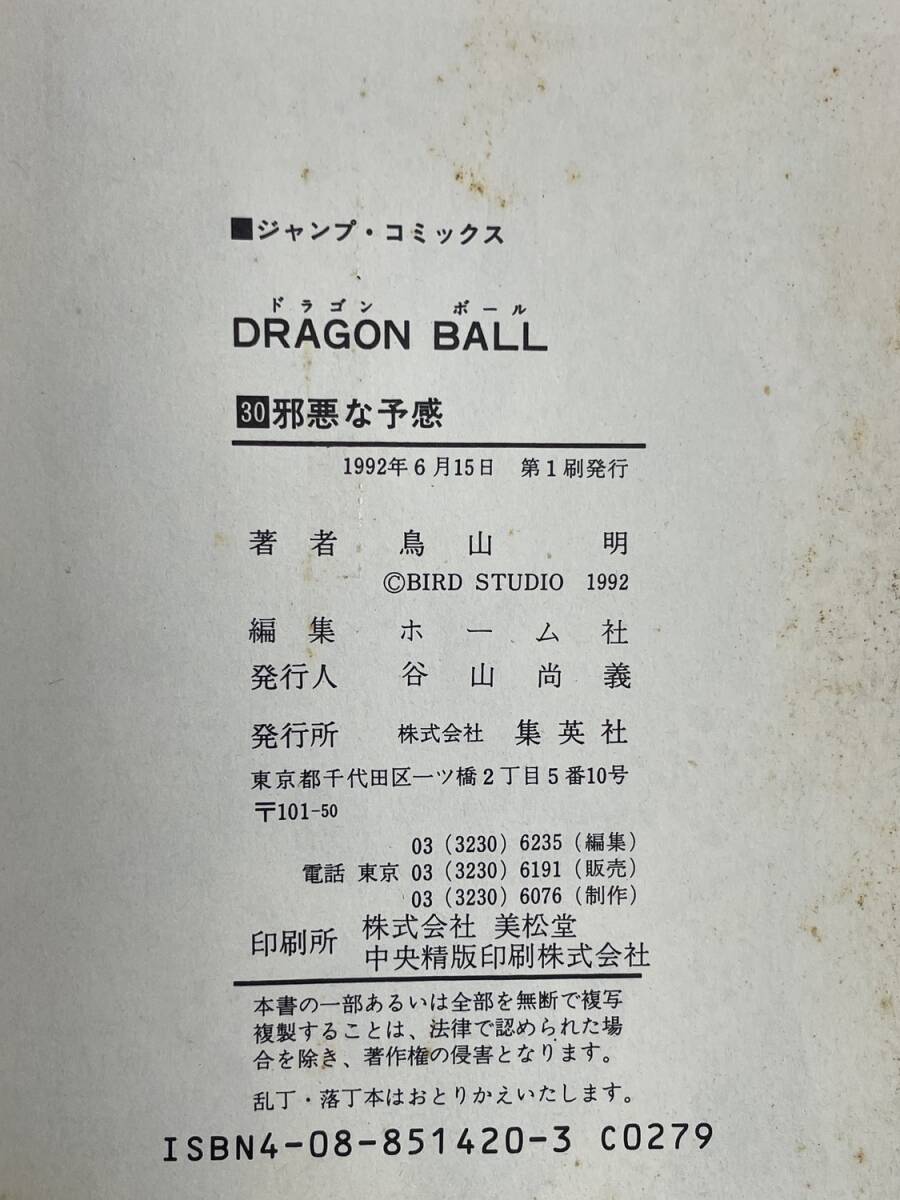 ■ジャンプ・コミックス
ドラゴン ボール
DRAGON BALL
30邪悪な予感
1992年6月15日 第1刷発行
著者 鳥山 明
©BIRD STUDIO 1992
編集 ホーム社
発行人 谷山尚義
発行所 株式会社 集英社
東京都千代田区一ツ橋2丁目5番10号
〒101-50
03 (3230) 6235 (編集)
電話 東京 03 (3230) 6191 (販売)
03 (3230) 6076 (制作)
印刷所 株式会社 美松堂
中央精版印刷株式会社
本書の一部あるいは全部を無断で複写
複製することは、法律で認められた場
合を除き、著作権の侵害となります。
乱丁・落丁本はおとりかえいたします。
ISBN4-08-851420-3 C0279